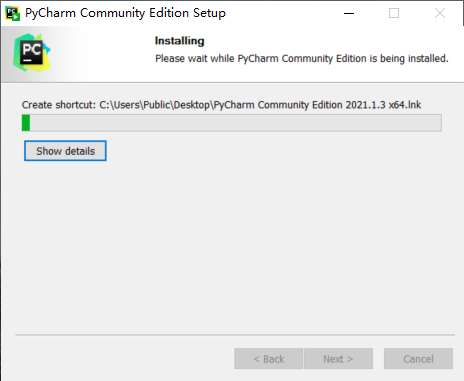 PyCharm Community Edition Setup
PC
Installing
Please wait while PyCharm Community Edition is being installed.
Create shortcut: C:\Users\Public\Desktop\PyCharm Community Edition 2021.1.3 x64.lnk
Show details
< Back
Next >
Cancel